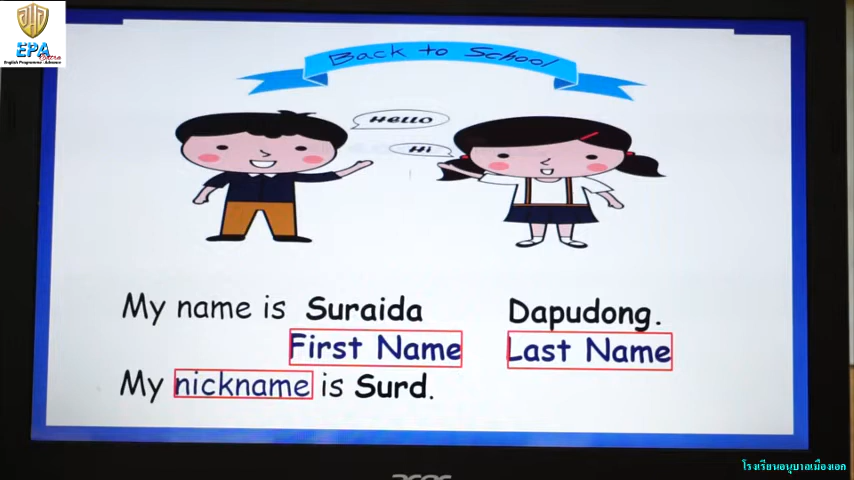 EPA
Extra
English Programme : Advance
Back to School
Hello
Hi
My name is Suraida Dapudong.
First Name Last Name
My nickname is Surd.
acer
โรงเรียนอนุบาลเมืองเอก